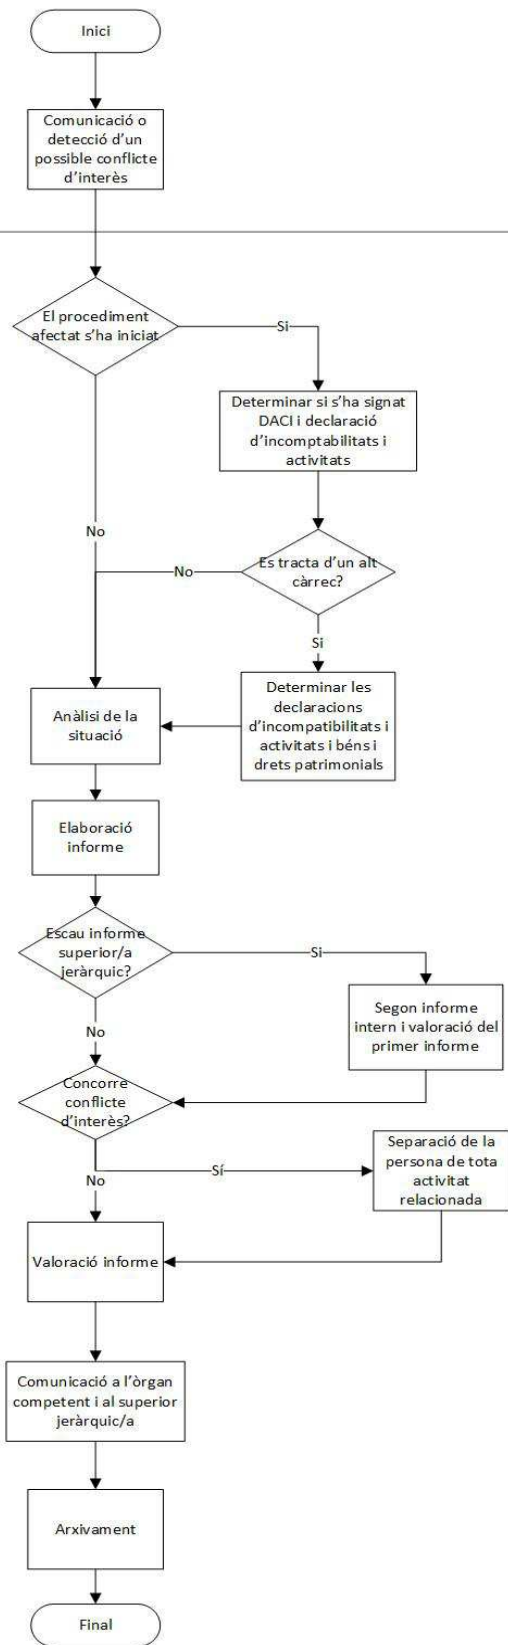 Inici
Comunicació o
detecció d'un
possible conflicte
d'interès
El procediment
afectat s'ha iniciat
Si
Determinar si s'ha signat
DACI i declaració
d'incomptabilitats i
activitats
No
Es tracta d'un alt
càrrec?
No
Si
Determinar les
declaracions
d'incompatibilitats i
activitats i béns i
drets patrimonials
Anàlisi de la
situació
Elaboració
informe
Escau informe
superior/a
jeràrquic?
Si
Segon informe
intern i valoració del
primer informe
No
Concorre
conflicte
d'interès?
Separació de la
persona de tota
activitat
relacionada
Sí
No
Valoració informe
Comunicació a l'òrgan
competent i al superior
jeràrquic/a
Arxivament
Final